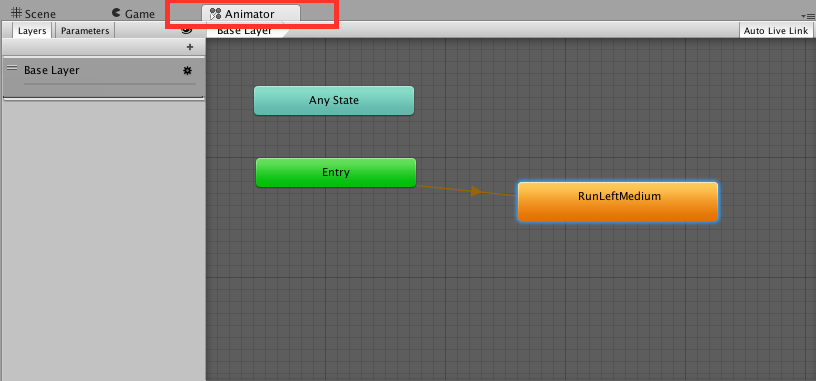 Scene
Game
Animator
Layers
Parameters
Base Layer
Auto Live Link
+
Base Layer
Any State
Entry
RunLeftMedium